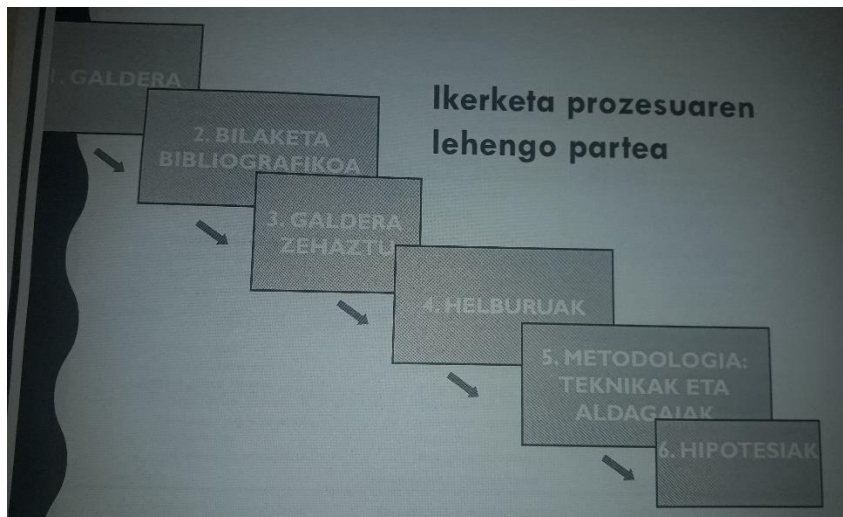 Ikerketa prozesuaren
lehengo partea
1. GALDERA
2. BILAKETA
BIBLIOGRAFIKOA
3. GALDERA
ZEHAZTU
4. HELBURUAK
5. METODOLOGIA:
TEKNIKAK ETA
ALDAGAIAK
6. HIPOTESIAK